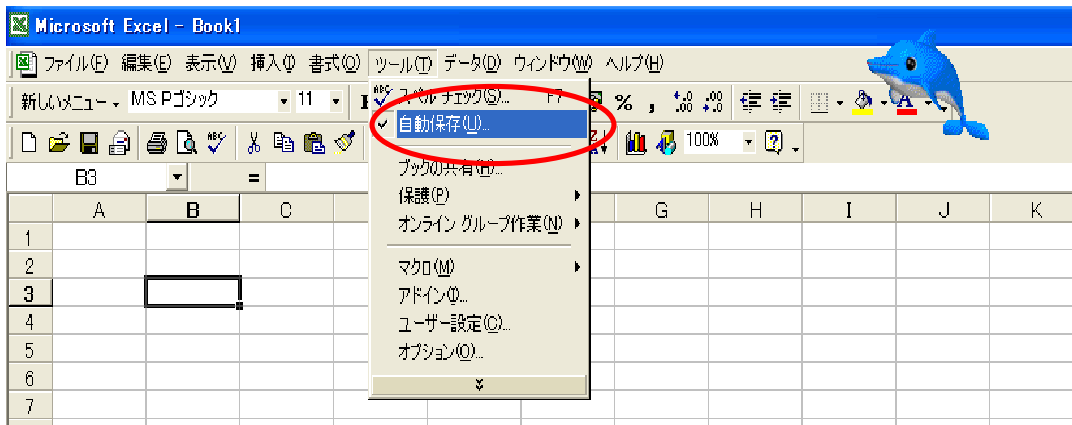 Microsoft Excel - Book1
ファイル(F) 編集(E) 表示(V) 挿入(I) 書式(O) ツール(T) データ(D) ウィンドウ(W) ヘルプ(H)
新しいメニュー MS Pゴシック 11 % ,
100%
B3 =
A B C G H I J K
1
2
3
4
5
6
7
スペル チェック(S)... F7
自動保存(U)...
ブックの共有(H)...
保護(P)
オンライン グループ作業(N)
マクロ(M)
アドイン(I)...
ユーザー設定(C)...
オプション(O)...